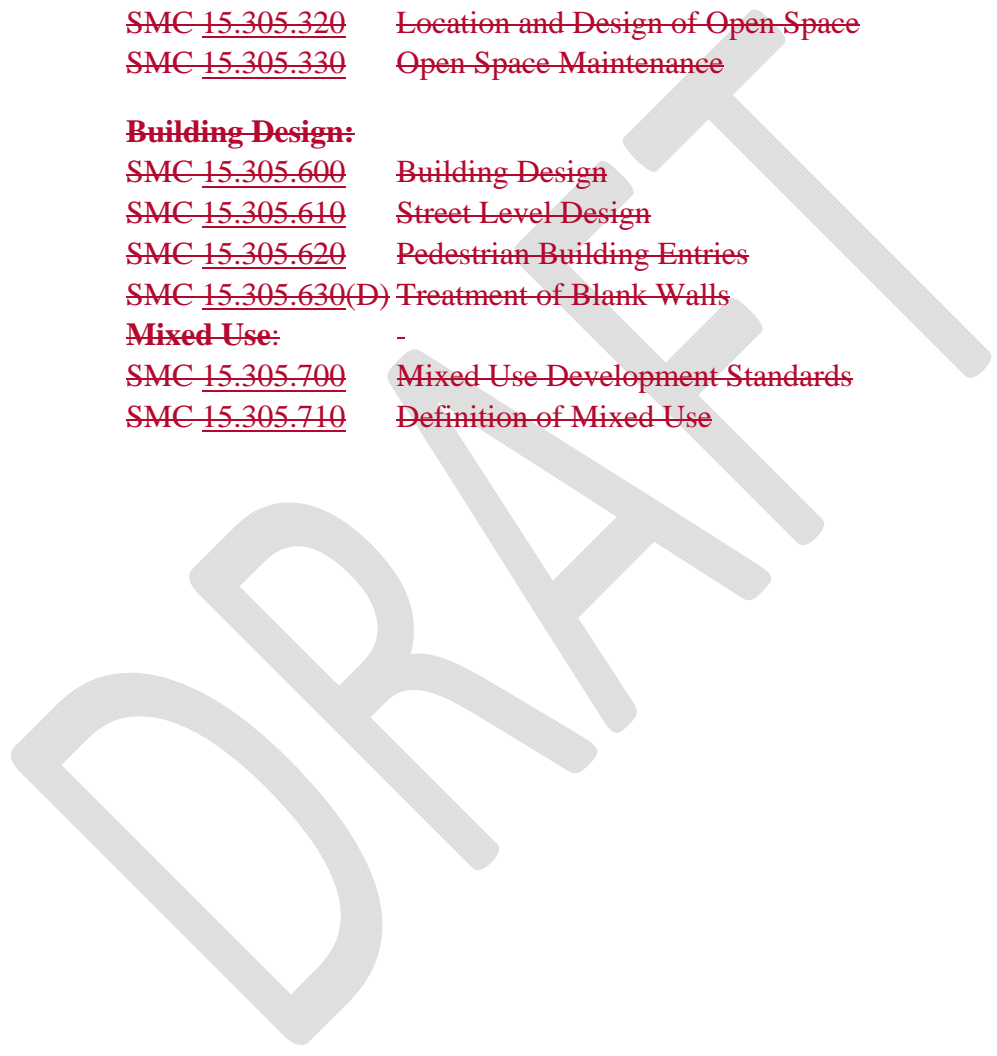 SMC 15.305.320 Location and Design of Open Space
SMC 15.305.330 Open Space Maintenance
Building Design:
SMC 15.305.600 Building Design
SMC 15.305.610 Street Level Design
SMC 15.305.620 Pedestrian Building Entries
SMC 15.305.630(D) Treatment of Blank Walls
Mixed Use: -
SMC 15.305.700 Mixed Use Development Standards
SMC 15.305.710 Definition of Mixed Use
DRAFT